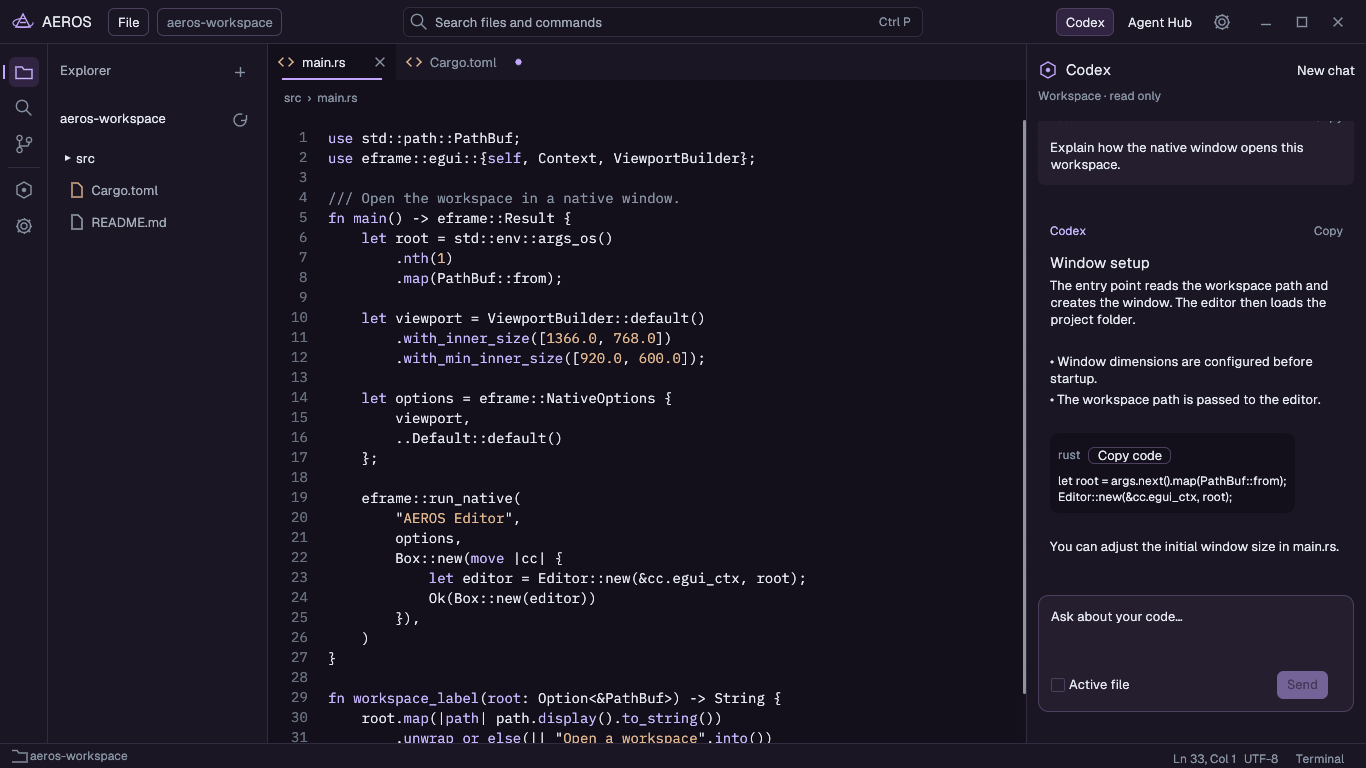 AEROS File aeros-workspace Search files and commands Ctrl P Codex Agent Hub
Explorer
aeros-workspace
src
Cargo.toml
README.md
main.rs Cargo.toml
src › main.rs
1 use std::path::PathBuf;
2 use eframe::egui::{self, Context, ViewportBuilder};
3
4 /// Open the workspace in a native window.
5 fn main() -> eframe::Result {
6 let root = std::env::args_os()
7 .nth(1)
8 .map(PathBuf::from);
9
10 let viewport = ViewportBuilder::default()
11 .with_inner_size([1366.0, 768.0])
12 .with_min_inner_size([920.0, 600.0]);
13
14 let options = eframe::NativeOptions {
15 viewport,
16 ..Default::default()
17 };
18
19 eframe::run_native(
20 "AEROS Editor",
21 options,
22 Box::new(move |cc| {
23 let editor = Editor::new(&cc.egui_ctx, root);
24 Ok(Box::new(editor))
25 }),
26 )
27 }
28
29 fn workspace_label(root: Option<&PathBuf>) -> String {
30 root.map(|path| path.display().to_string())
31 .unwrap_or_else(|| "Open a workspace".into())
Codex New chat
Workspace · read only
Explain how the native window opens this
workspace.
Codex Copy
Window setup
The entry point reads the workspace path and
creates the window. The editor then loads the
project folder.
• Window dimensions are configured before
startup.
• The workspace path is passed to the editor.
rust Copy code
let root = args.next().map(PathBuf::from);
Editor::new(&cc.egui_ctx, root);
You can adjust the initial window size in main.rs.
Ask about your code…
Active file Send
aeros-workspace Ln 33, Col 1 UTF-8 Terminal